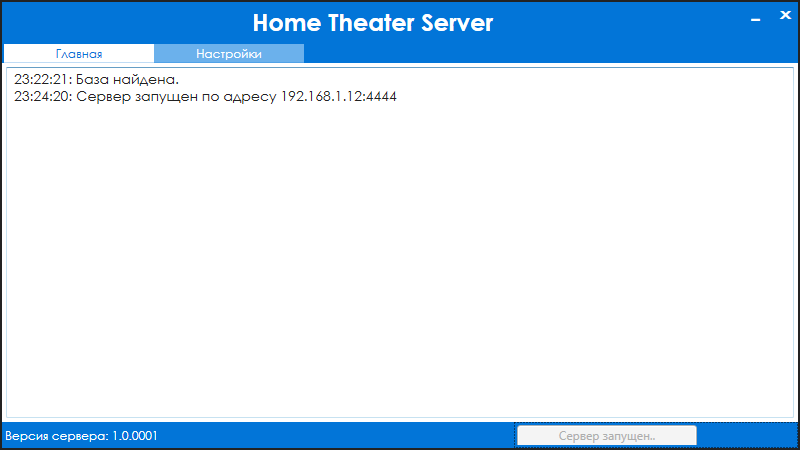 Home Theater Server
Главная
Настройки
23:22:21: База найдена.
23:24:20: Сервер запущен по адресу 192.168.1.12:4444
Версия сервера: 1.0.0001
Сервер запущен..